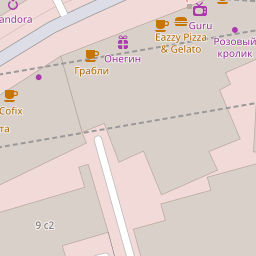 andora
Guru
Eazzy Pizza
& Gelato
Розовый
кролик
Онегин
Грабли
Cofix
та
9 с2